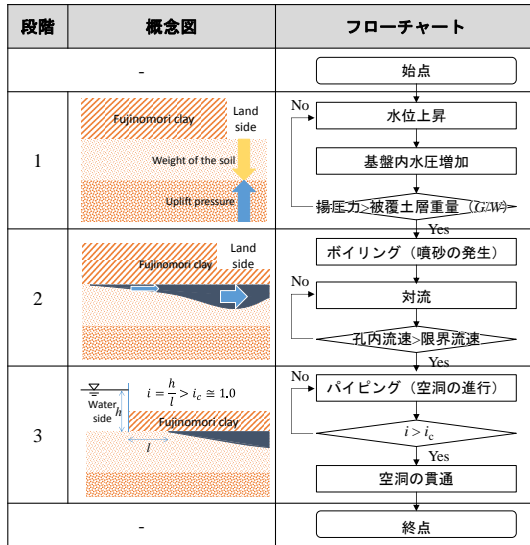 段階
概念図
フローチャート
-
始点
1
Fujinomori clay
Land
side
Weight of the soil
Uplift pressure
No
水位上昇
基盤内水圧増加
揚圧力>被覆土層重量（G/W）
Yes
2
Land
side
Fujinomori clay
ボイリング（噴砂の発生）
No
対流
孔内流速>限界流速
Yes
3
Water
side
h
i = h/l > i_c ≅ 1.0
Fujinomori clay
l
No
パイピング（空洞の進行）
i > i_c
Yes
空洞の貫通
-
終点